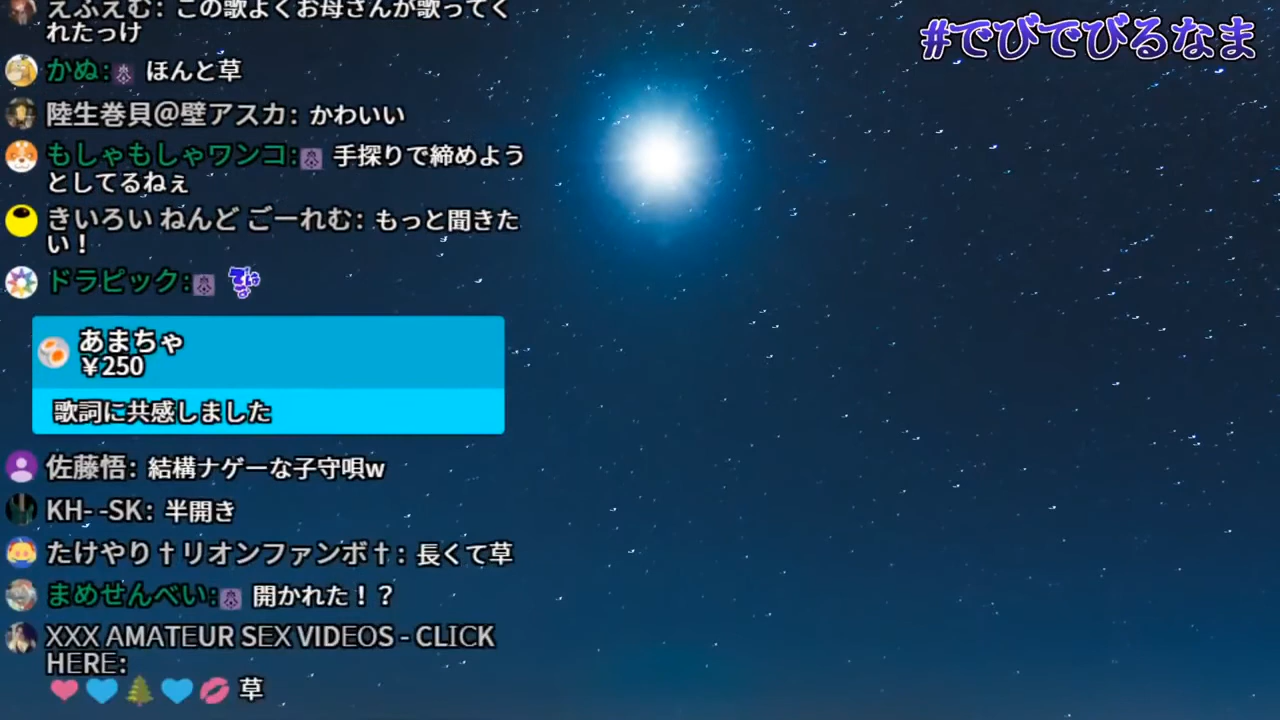 えふえむ: この歌よくお母さんが歌ってく
れたっけ
#でびでびるなま
かぬ: ほんと草
陸生巻貝@壁アスカ: かわいい
もしゃもしゃワンコ: 手探りで締めよう
としてるねぇ
きいろい ねんど ごーれむ: もっと聞きた
い！
ドラピック:
あまちゃ
￥250
歌詞に共感しました
佐藤悟: 結構ナゲーな子守唄w
KH- -SK: 半開き
たけやり†リオンファンボ†: 長くて草
まめせんべい: 開かれた！？
XXX AMATEUR SEX VIDEOS - CLICK
HERE:
草